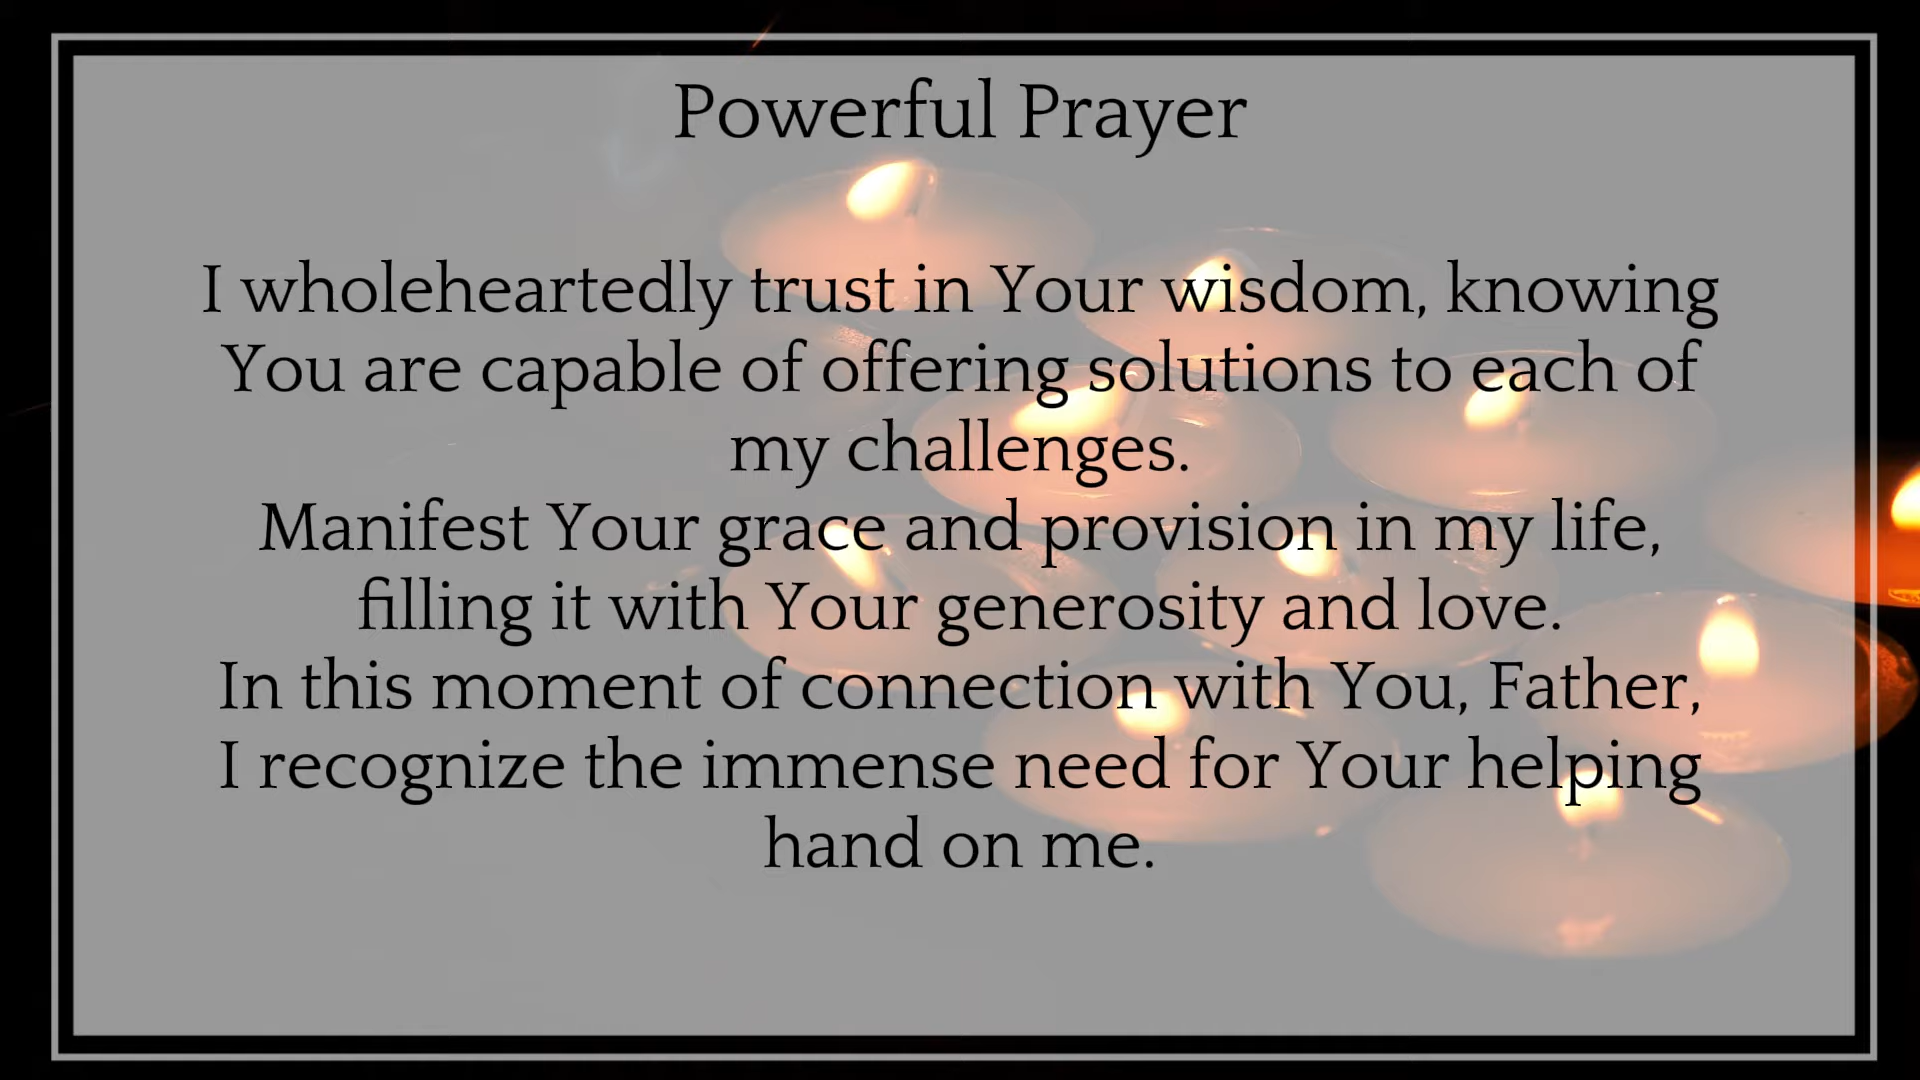 Powerful Prayer
I wholeheartedly trust in Your wisdom, knowing
You are capable of offering solutions to each of
my challenges.
Manifest Your grace and provision in my life,
filling it with Your generosity and love.
In this moment of connection with You, Father,
I recognize the immense need for Your helping
hand on me.